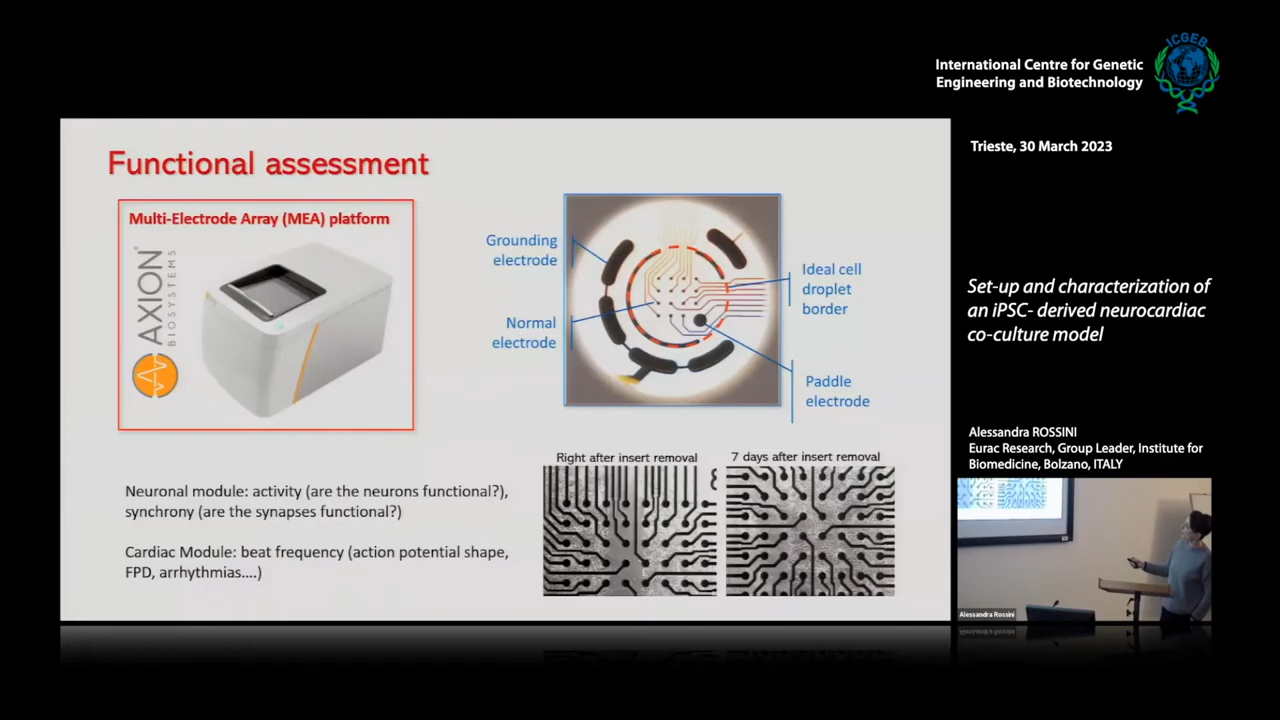 ICGEB
International Centre for Genetic
Engineering and Biotechnology
Trieste, 30 March 2023
Functional assessment
Multi-Electrode Array (MEA) platform
AXION
BIOSYSTEMS
Grounding
electrode
Normal
electrode
Ideal cell
droplet
border
Paddle
electrode
Right after insert removal
7 days after insert removal
Neuronal module: activity (are the neurons functional?),
synchrony (are the synapses functional?)
Cardiac Module: beat frequency (action potential shape,
FPD, arrhythmias....)
Set-up and characterization of
an iPSC- derived neurocardiac
co-culture model
Alessandra ROSSINI
Eurac Research, Group Leader, Institute for
Biomedicine, Bolzano, ITALY
Alessandra Rossini